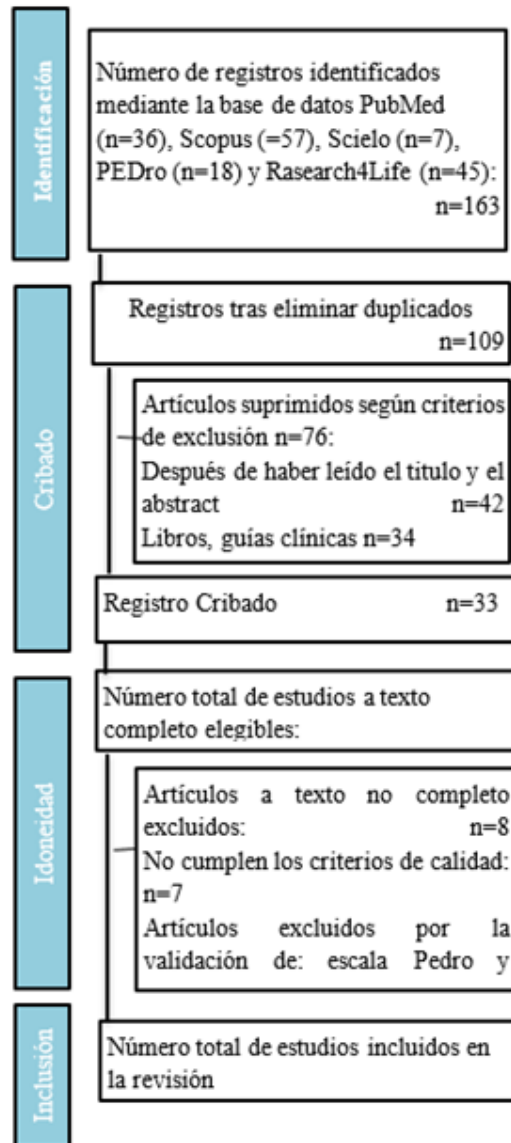 Identificación
Número de registros identificados
mediante la base de datos PubMed
(n=36), Scopus (=57), Scielo (n=7),
PEDro (n=18) y Rasearch4Life (n=45):
n=163
Cribado
Registros tras eliminar duplicados
n=109
Artículos suprimidos según criterios
de exclusión n=76:
Después de haber leído el titulo y el
abstract n=42
Libros, guías clínicas n=34
Registro Cribado n=33
Idoneidad
Número total de estudios a texto
completo elegibles:
Artículos a texto no completo
excluidos: n=8
No cumplen los criterios de calidad:
n=7
Artículos excluidos por la
validación de: escala Pedro y
Inclusión
Número total de estudios incluidos en
la revisión